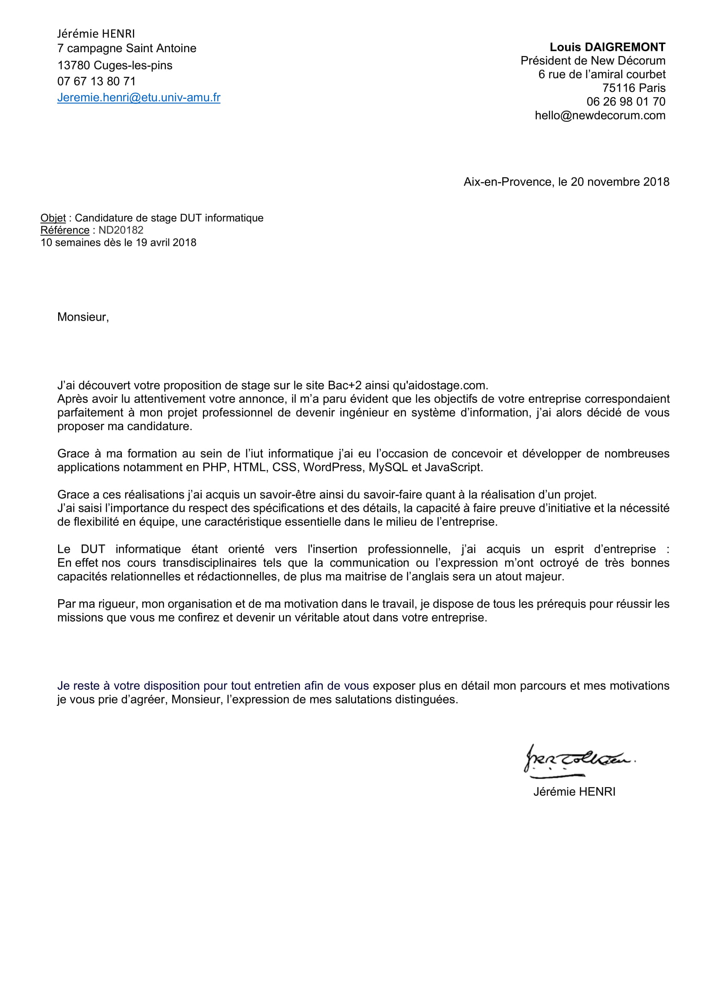 Jérémie HENRI
7 campagne Saint Antoine
13780 Cuges-les-pins
07 67 13 80 71
Jeremie.henri@etu.univ-amu.fr
Louis DAIGREMONT
Président de New Décorum
6 rue de l’amiral courbet
75116 Paris
06 26 98 01 70
hello@newdecorum.com
Aix-en-Provence, le 20 novembre 2018
Objet : Candidature de stage DUT informatique
Référence : ND20182
10 semaines dès le 19 avril 2018
Monsieur,
J’ai découvert votre proposition de stage sur le site Bac+2 ainsi qu'aidostage.com.
Après avoir lu attentivement votre annonce, il m’a paru évident que les objectifs de votre entreprise correspondaient
parfaitement à mon projet professionnel de devenir ingénieur en système d’information, j’ai alors décidé de vous
proposer ma candidature.
Grace à ma formation au sein de l’iut informatique j’ai eu l’occasion de concevoir et développer de nombreuses
applications notamment en PHP, HTML, CSS, WordPress, MySQL et JavaScript.
Grace a ces réalisations j’ai acquis un savoir-être ainsi du savoir-faire quant à la réalisation d’un projet.
J’ai saisi l’importance du respect des spécifications et des détails, la capacité à faire preuve d’initiative et la nécessité
de flexibilité en équipe, une caractéristique essentielle dans le milieu de l’entreprise.
Le DUT informatique étant orienté vers l'insertion professionnelle, j’ai acquis un esprit d’entreprise :
En effet nos cours transdisciplinaires tels que la communication ou l’expression m’ont octroyé de très bonnes
capacités relationnelles et rédactionnelles, de plus ma maitrise de l’anglais sera un atout majeur.
Par ma rigueur, mon organisation et de ma motivation dans le travail, je dispose de tous les prérequis pour réussir les
missions que vous me confirez et devenir un véritable atout dans votre entreprise.
Je reste à votre disposition pour tout entretien afin de vous exposer plus en détail mon parcours et mes motivations
je vous prie d’agréer, Monsieur, l’expression de mes salutations distinguées.
JRR Tolkien.
Jérémie HENRI